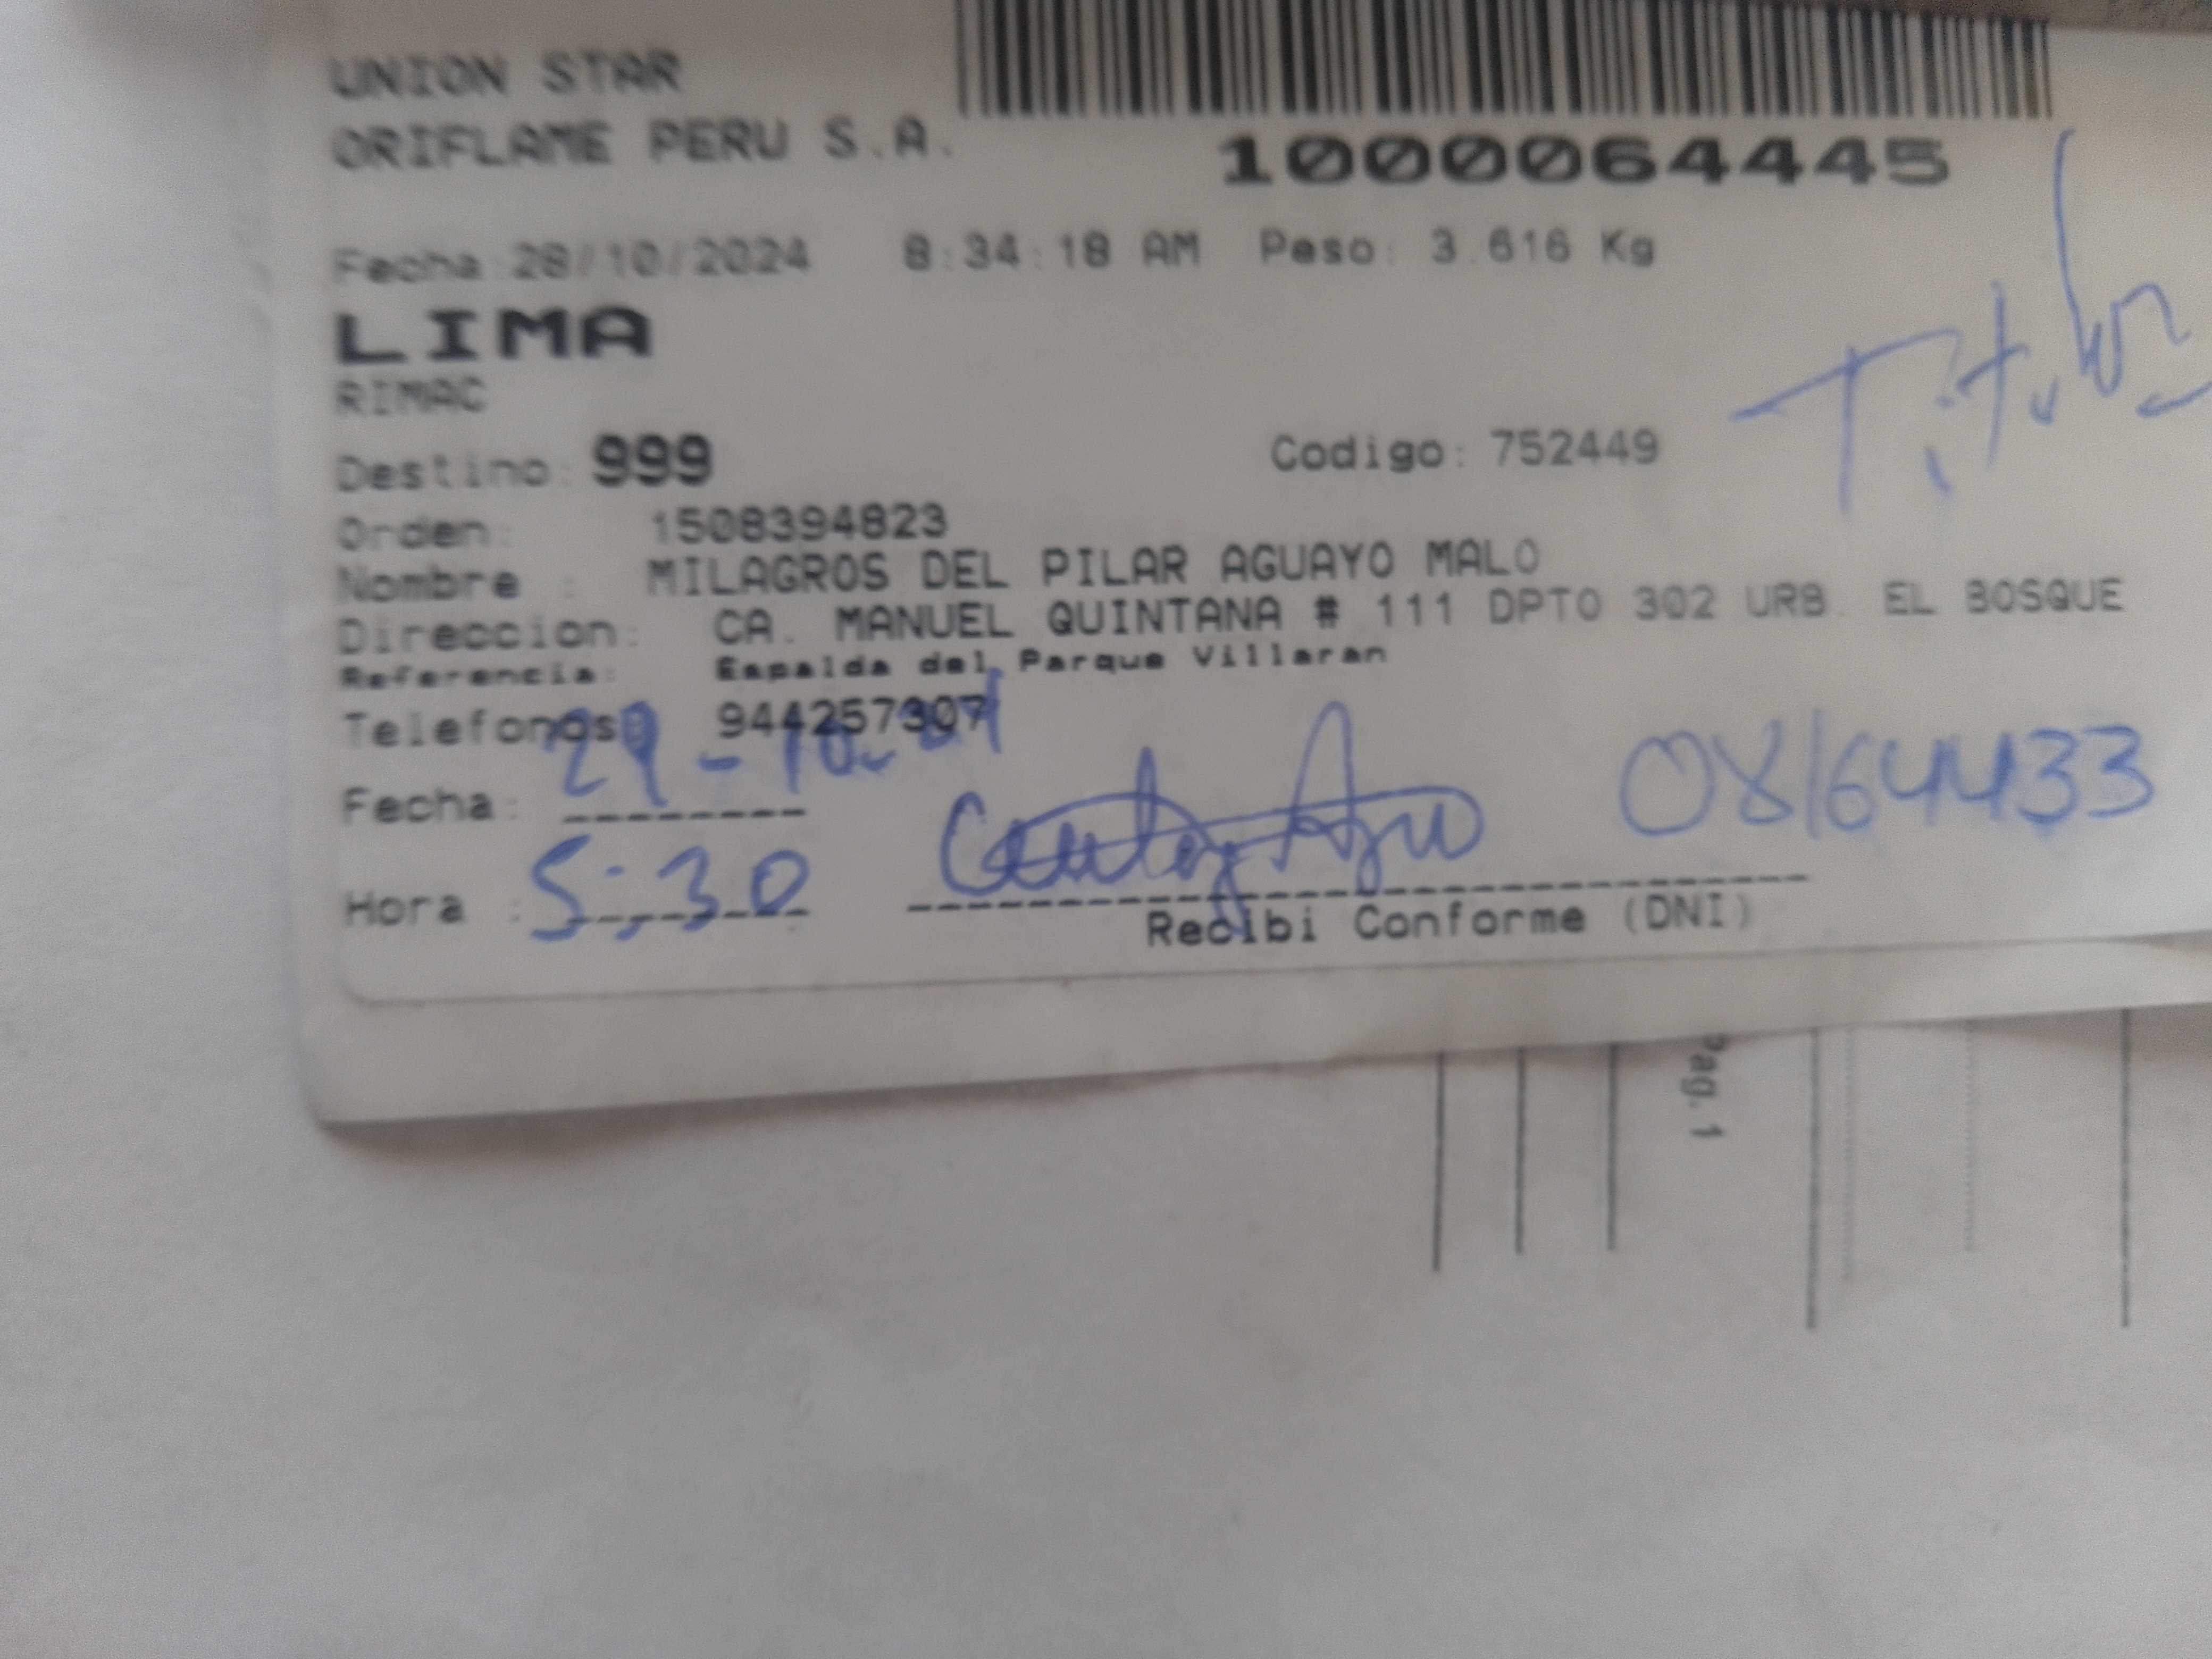 UNION STAR
ORIFLAME PERU S.A.
1000064445
Fecha:28/10/2024 8:34:18 AM Peso: 3.616 Kg
LIMA
RIMAC
Titular
Destino: 999 Codigo: 752449
Orden: 1508394823
Nombre : MILAGROS DEL PILAR AGUAYO MALO
Direccion: CA. MANUEL QUINTANA # 111 DPTO 302 URB. EL BOSQUE
Referencia: Espalda del Parque Villaran
Telefonos: 944257307
Fecha: 29-10-24
08164433
Hora : 5:30
Recibi Conforme (DNI)
Pag. 1